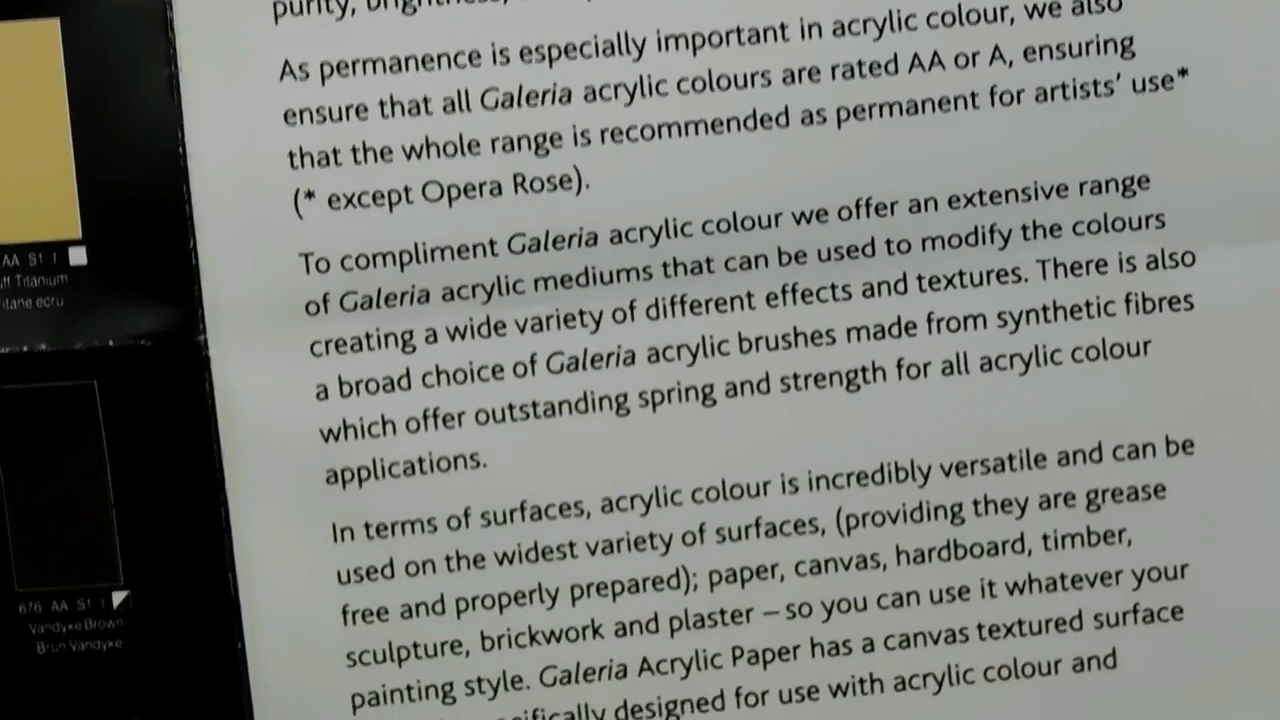 purity,
As permanence is especially important in acrylic colour, we also
ensure that all Galeria acrylic colours are rated AA or A, ensuring
that the whole range is recommended as permanent for artists’ use*
(* except Opera Rose).
To compliment Galeria acrylic colour we offer an extensive range
of Galeria acrylic mediums that can be used to modify the colours
creating a wide variety of different effects and textures. There is also
a broad choice of Galeria acrylic brushes made from synthetic fibres
which offer outstanding spring and strength for all acrylic colour
applications.
In terms of surfaces, acrylic colour is incredibly versatile and can be
used on the widest variety of surfaces, (providing they are grease
free and properly prepared); paper, canvas, hardboard, timber,
sculpture, brickwork and plaster – so you can use it whatever your
painting style. Galeria Acrylic Paper has a canvas textured surface
designed for use with acrylic colour and
AA S1 I
Titanium
ecru
676 AA S1 I
Vandyke Brown
Brun Vandyke